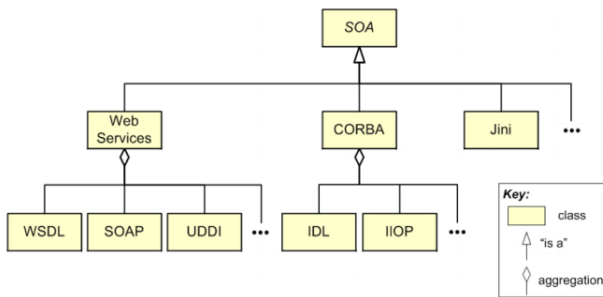 SOA
Web
Services
CORBA
Jini
...
WSDL
SOAP
UDDI
...
IDL
IIOP
...
Key:
class
"is a"
aggregation